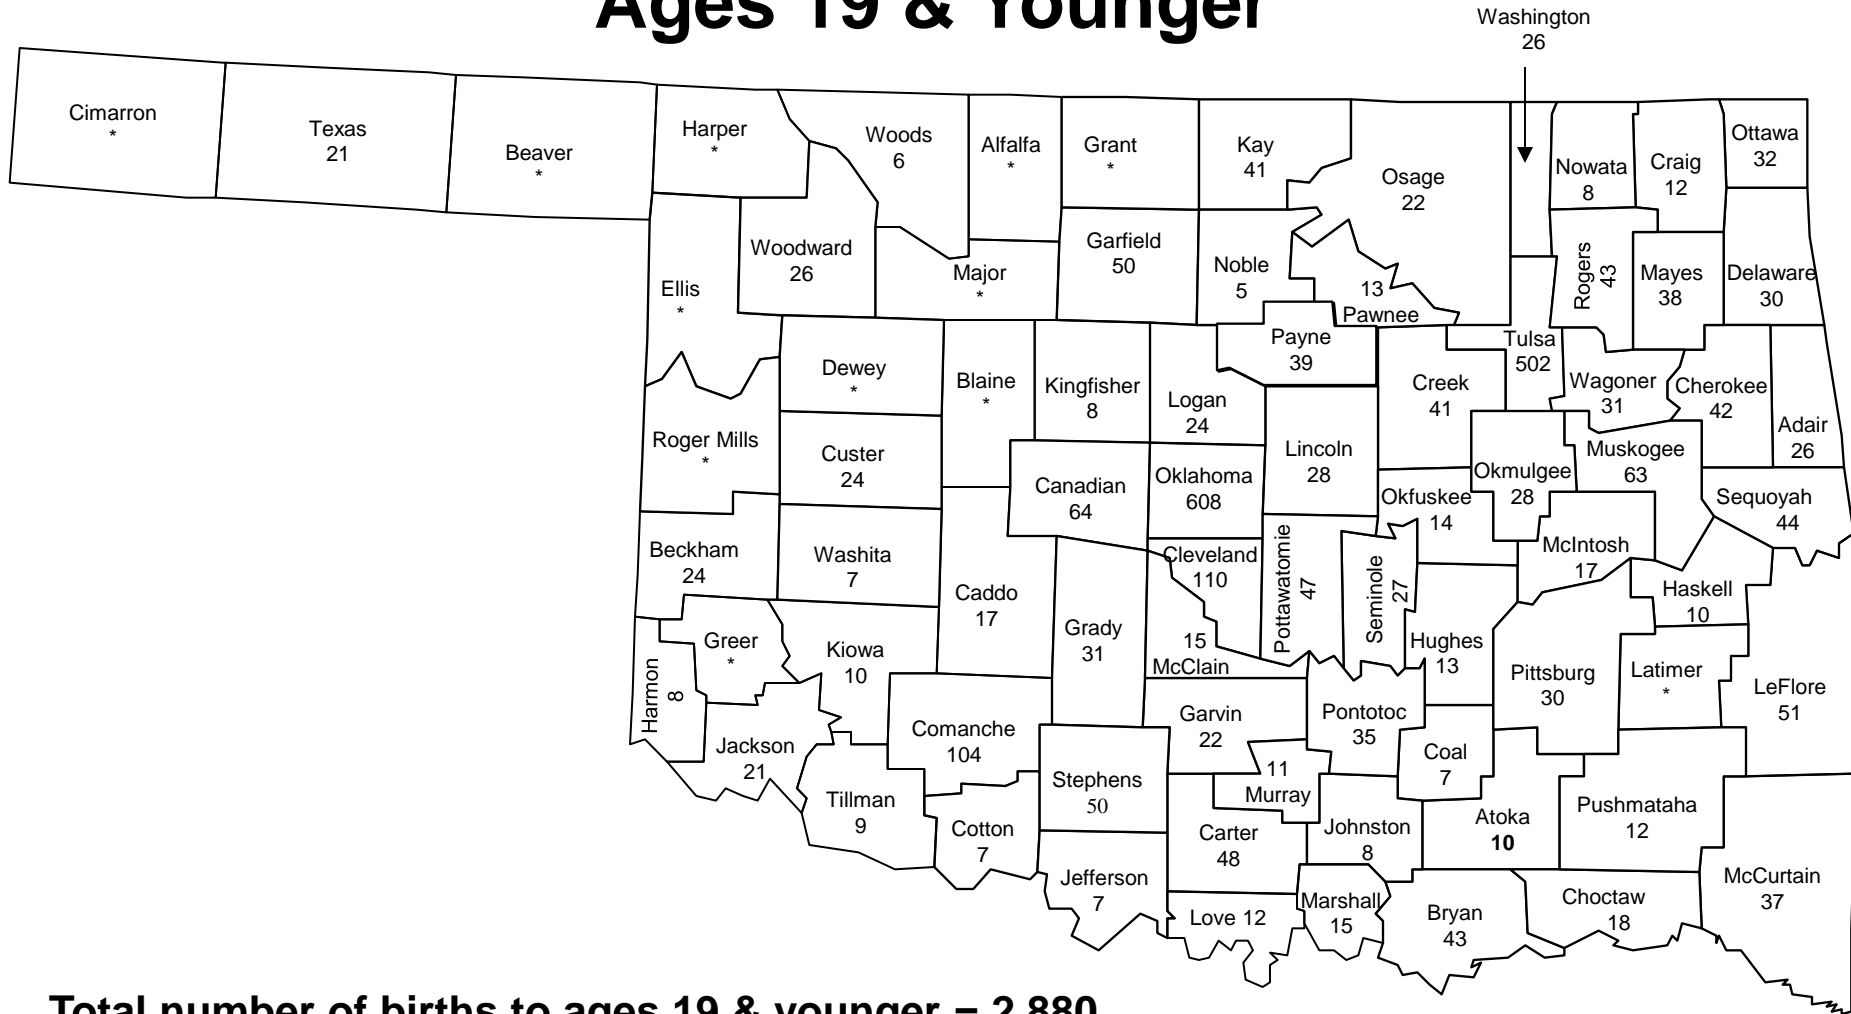 Ages 19 & Younger
Washington
26
Cimarron
*
Texas
21
Beaver
*
Harper
*
Woods
6
Alfalfa
*
Grant
*
Kay
41
Osage
22
Nowata
8
Craig
12
Ottawa
32
Ellis
*
Woodward
26
Major
*
Garfield
50
Noble
5
13
Pawnee
Rogers
43
Mayes
38
Delaware
30
Dewey
*
Blaine
*
Kingfisher
8
Logan
24
Payne
39
Creek
41
Tulsa
502
Wagoner
31
Cherokee
42
Adair
26
Roger Mills
*
Custer
24
Canadian
64
Oklahoma
608
Lincoln
28
Okfuskee
14
Okmulgee
28
Muskogee
63
Sequoyah
44
Beckham
24
Washita
7
Caddo
17
Grady
31
Cleveland
110
15
McClain
Pottawatomie
47
Seminole
27
Hughes
13
McIntosh
17
Haskell
10
Harmon
8
Greer
*
Kiowa
10
Pittsburg
30
Latimer
*
LeFlore
51
Jackson
21
Comanche
104
Garvin
22
Pontotoc
35
Coal
7
Tillman
9
Cotton
7
Stephens
50
11
Murray
Carter
48
Johnston
8
Atoka
10
Pushmataha
12
Jefferson
7
Love 12
Marshall
15
Bryan
43
Choctaw
18
McCurtain
37
Total number of births to ages 19 & younger = 2,880